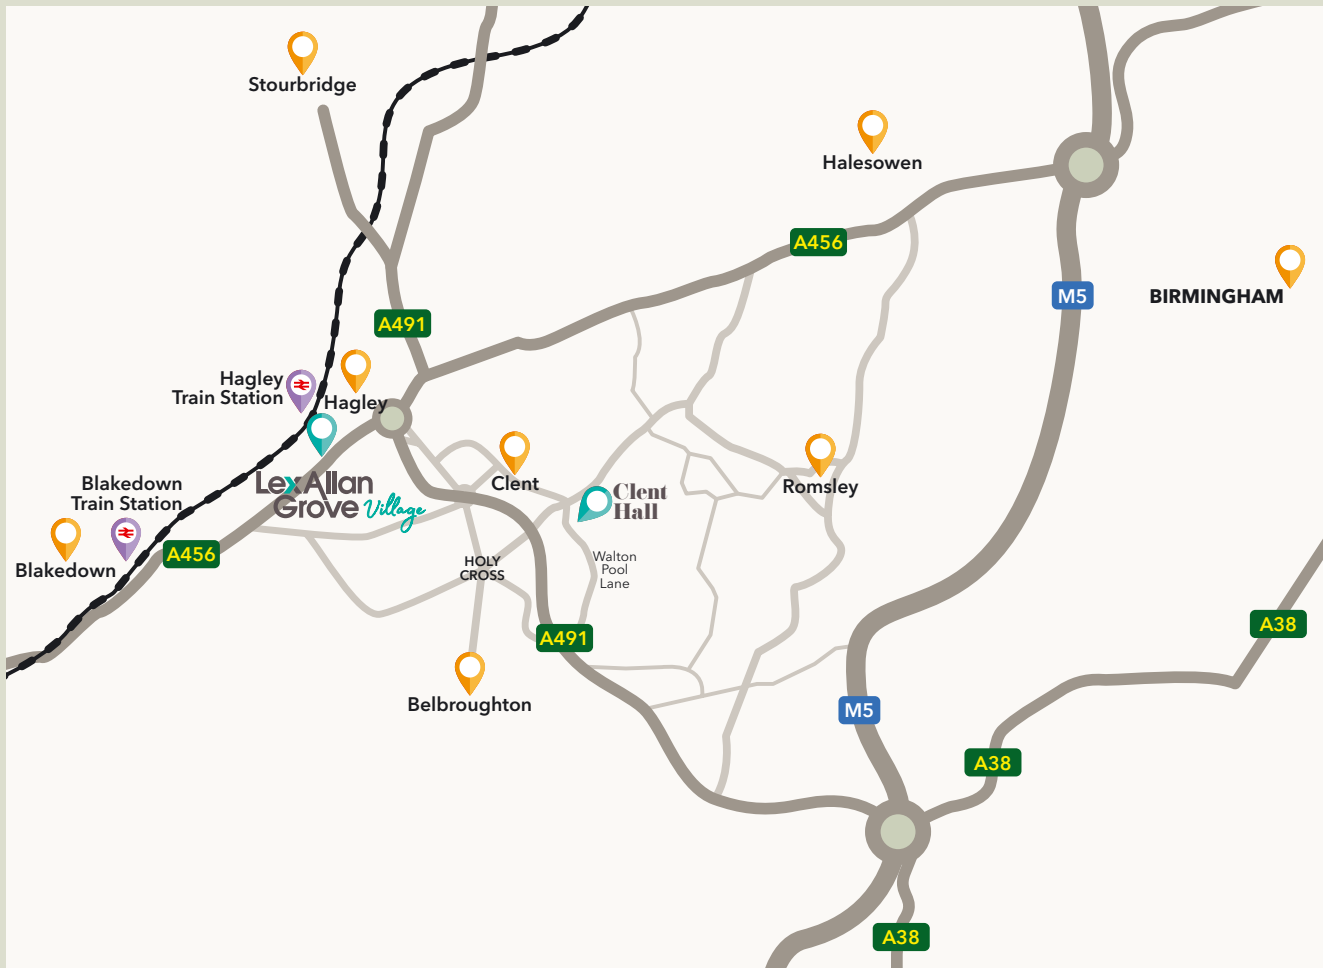 Stourbridge
Halesowen
A456
M5
BIRMINGHAM
A491
Hagley
Train Station
Hagley
Clent
Romsley
Blakedown
Train Station
LexAllan
Grove Village
Clent
Hall
A456
Blakedown
HOLY
CROSS
Walton
Pool
Lane
A491
A38
Belbroughton
M5
A38
A38